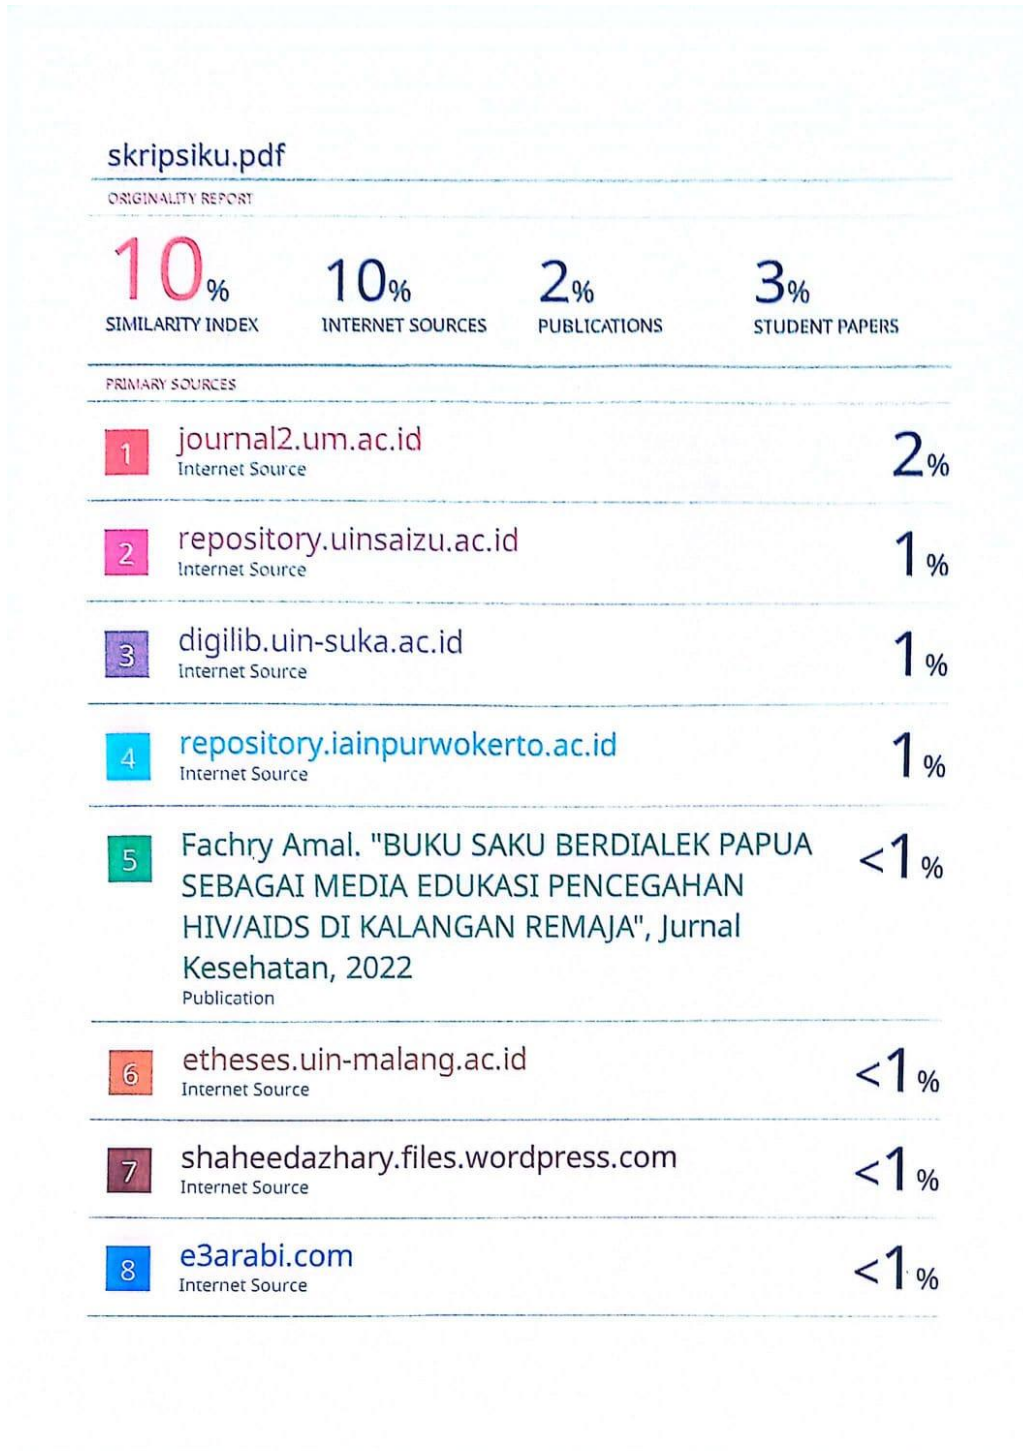 skripsiku.pdf
ORIGINALITY REPORT
10%
SIMILARITY INDEX
10%
INTERNET SOURCES
2%
PUBLICATIONS
3%
STUDENT PAPERS
PRIMARY SOURCES
1
journal2.um.ac.id
Internet Source
2%
2
repository.uinsaizu.ac.id
Internet Source
1%
3
digilib.uin-suka.ac.id
Internet Source
1%
4
repository.iainpurwokerto.ac.id
Internet Source
1%
5
Fachry Amal. "BUKU SAKU BERDIALEK PAPUA
SEBAGAI MEDIA EDUKASI PENCEGAHAN
HIV/AIDS DI KALANGAN REMAJA", Jurnal
Kesehatan, 2022
Publication
<1%
6
etheses.uin-malang.ac.id
Internet Source
<1%
7
shaheedazhary.files.wordpress.com
Internet Source
<1%
8
e3arabi.com
Internet Source
<1%